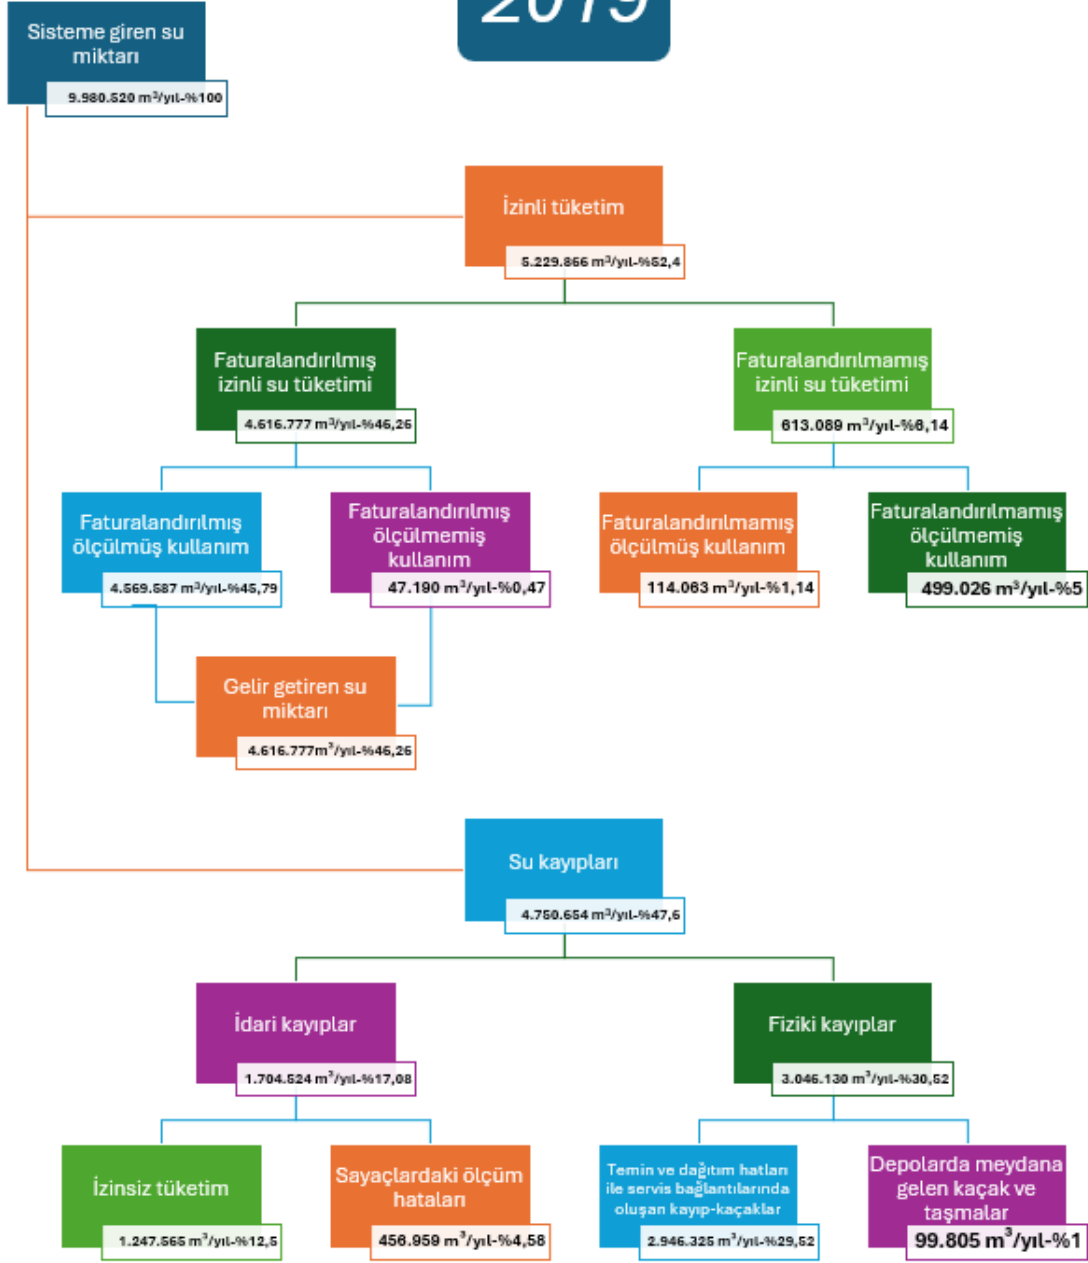 2019
Sisteme giren su
miktarı
9.980.520 m³/yıl-%100
İzinli tüketim
5.229.866 m³/yıl-%52,4
Faturalandırılmış
izinli su tüketimi
4.616.777 m³/yıl-%46,26
Faturalandırılmamış
izinli su tüketimi
613.089 m³/yıl-%6,14
Faturalandırılmış
ölçülmüş kullanım
4.569.587 m³/yıl-%45,79
Faturalandırılmış
ölçülmemiş
kullanım
47.190 m³/yıl-%0,47
Faturalandırılmamış
ölçülmüş kullanım
114.063 m³/yıl-%1,14
Faturalandırılmamış
ölçülmemiş
kullanım
499.026 m³/yıl-%5
Gelir getiren su
miktarı
4.616.777m³/yıl-%46,26
Su kayıpları
4.750.654 m³/yıl-%47,6
İdari kayıplar
1.704.524 m³/yıl-%17,08
Fiziki kayıplar
3.046.130 m³/yıl-%30,52
İzinsiz tüketim
1.247.565 m³/yıl-%12,5
Sayaçlardaki ölçüm
hataları
456.959 m³/yıl-%4,58
Temin ve dağıtım hatları
ile servis bağlantılarında
oluşan kayıp-kaçaklar
2.946.325 m³/yıl-%29,52
Depolarda meydana
gelen kaçak ve
taşmalar
99.805 m³/yıl-%1